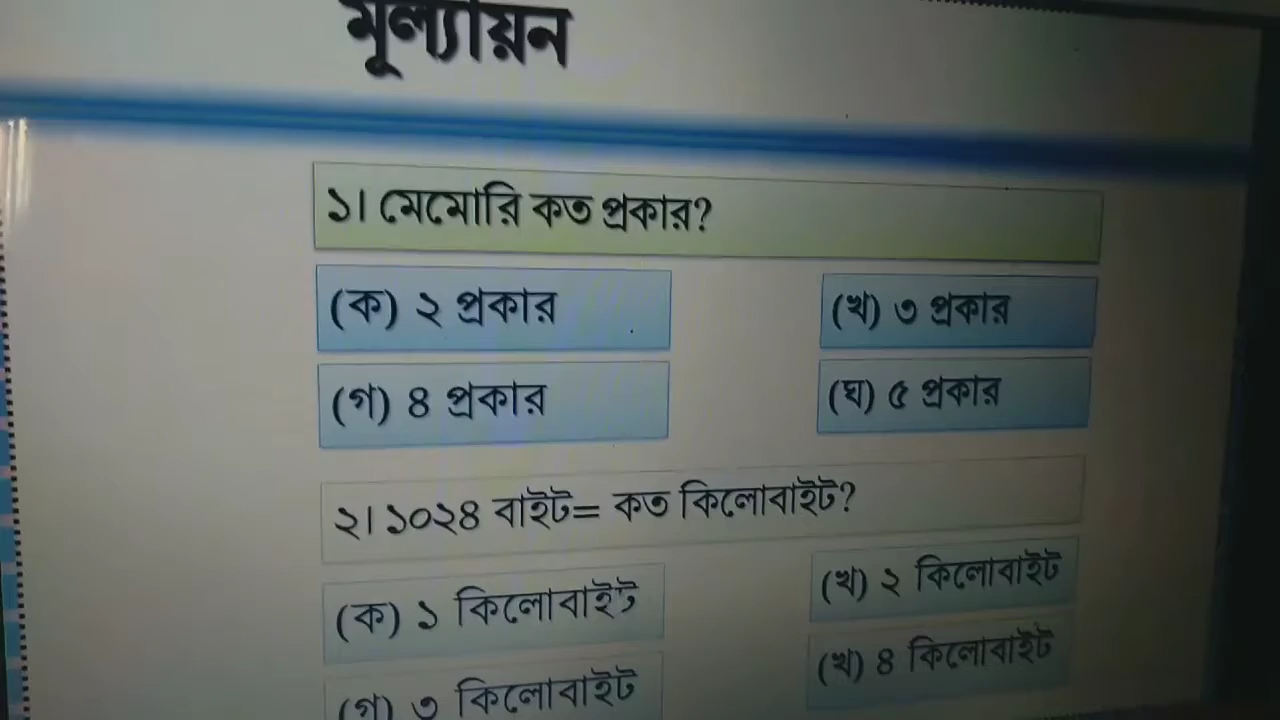 মূল্যায়ন
১। মেমোরি কত প্রকার?
(ক) ২ প্রকার
(খ) ৩ প্রকার
(গ) ৪ প্রকার
(ঘ) ৫ প্রকার
২। ১০২৪ বাইট= কত কিলোবাইট?
(ক) ১ কিলোবাইট
(খ) ২ কিলোবাইট
(গ) ৩ কিলোবাইট
(খ) ৪ কিলোবাইট